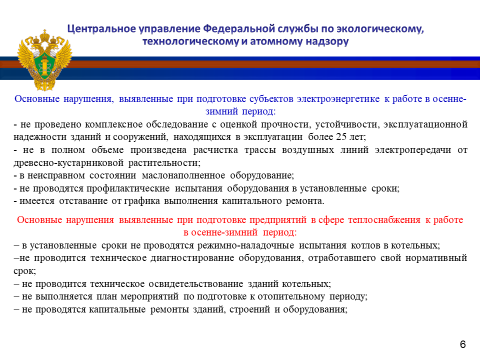 Центральное управление Федеральной службы по экологическому,
технологическому и атомному надзору
Основные нарушения, выявленные при подготовке субъектов электроэнергетике к работе в осенне-
зимний период:
- не проведено комплексное обследование с оценкой прочности, устойчивости, эксплуатационной
надежности зданий и сооружений, находящихся в эксплуатации более 25 лет;
- не в полном объеме произведена расчистка трассы воздушных линий электропередачи от
древесно-кустарниковой растительности;
- в неисправном состоянии маслонаполненное оборудование;
- не проводятся профилактические испытания оборудования в установленные сроки;
- имеется отставание от графика выполнения капитального ремонта.
Основные нарушения выявленные при подготовке предприятий в сфере теплоснабжения к работе
в осенне-зимний период:
– в установленные сроки не проводятся режимно-наладочные испытания котлов в котельных;
–не проводится техническое диагностирование оборудования, отработавшего свой нормативный
срок;
– не проводится техническое освидетельствование зданий котельных;
– не выполняется план мероприятий по подготовке к отопительному периоду;
– не проводятся капитальные ремонты зданий, строений и оборудования;
6